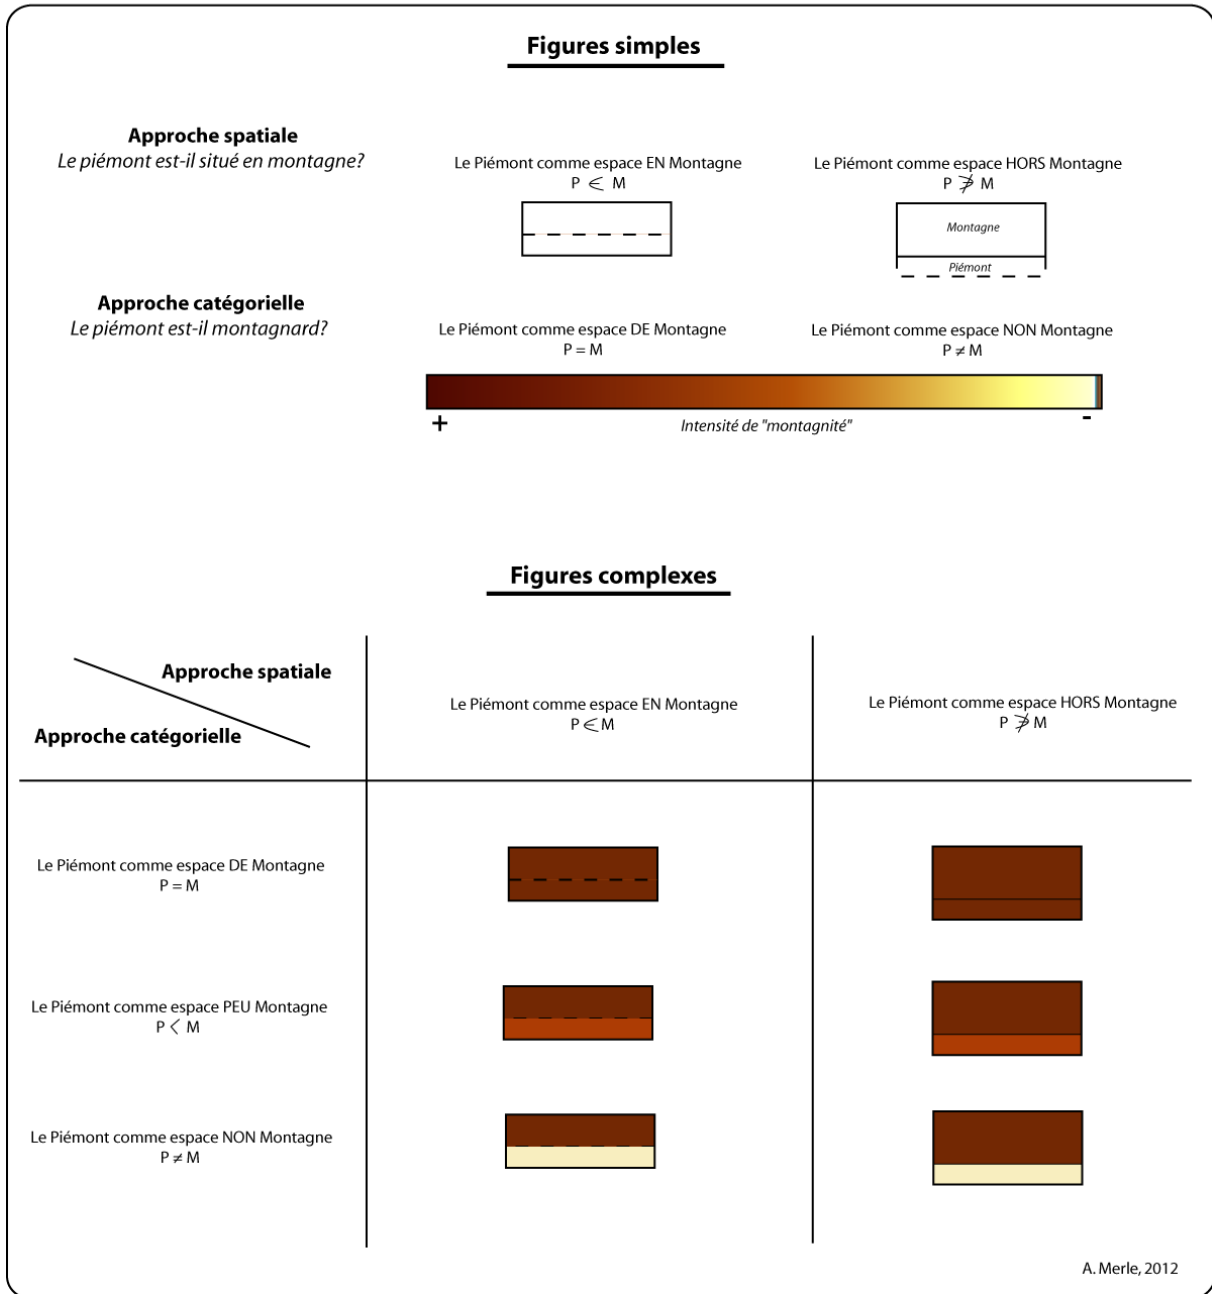 Figures simples
Approche spatiale
Le piémont est-il situé en montagne?
Le Piémont comme espace EN Montagne
P ∈ M
Le Piémont comme espace HORS Montagne
P ∌ M
Montagne
Piémont
Approche catégorielle
Le piémont est-il montagnard?
Le Piémont comme espace DE Montagne
P = M
Le Piémont comme espace NON Montagne
P ≠ M
+
-
Intensité de "montagnité"
Figures complexes
Approche spatiale
Approche catégorielle
Le Piémont comme espace EN Montagne
P ∈ M
Le Piémont comme espace HORS Montagne
P ∌ M
Le Piémont comme espace DE Montagne
P = M
Le Piémont comme espace PEU Montagne
P < M
Le Piémont comme espace NON Montagne
P ≠ M
A. Merle, 2012